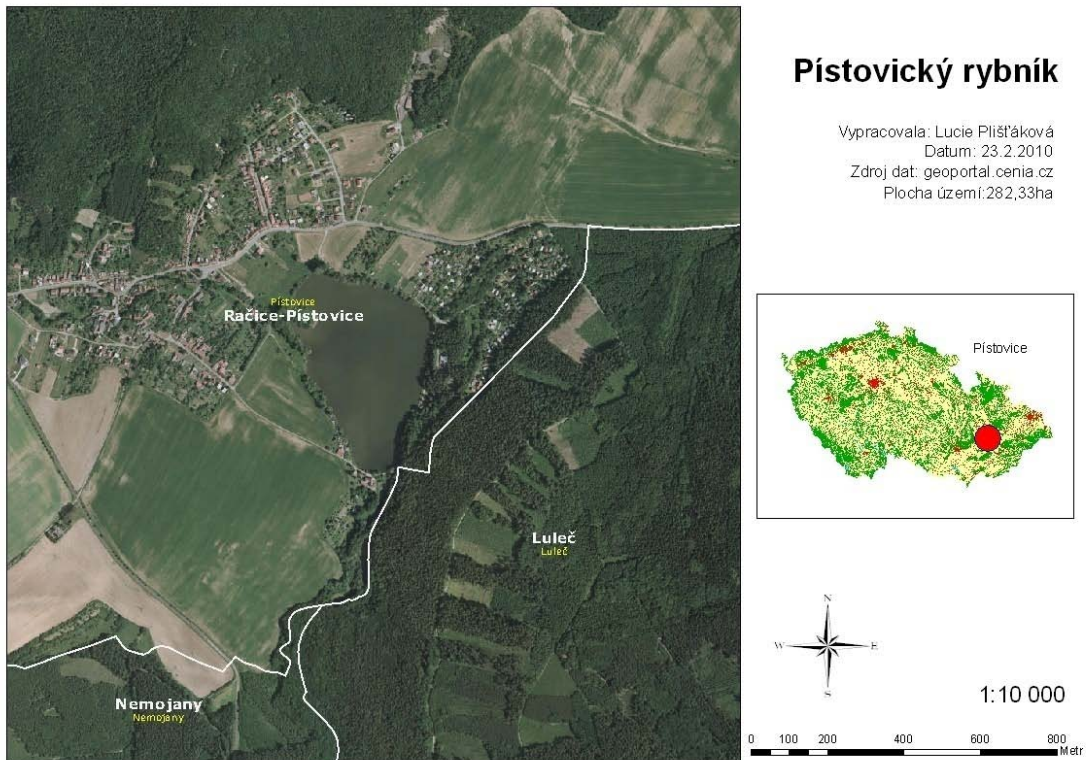 Pístovický rybník
Vypracovala: Lucie Plišťáková
Datum: 23.2.2010
Zdroj dat: geoportal.cenia.cz
Plocha území:282,33ha
Pístovice
Račice-Pístovice
Luleč
Luleč
Nemojany
Nemojany
Pístovice
N
W E
S
1:10 000
0 100 200 400 600 800
Metr